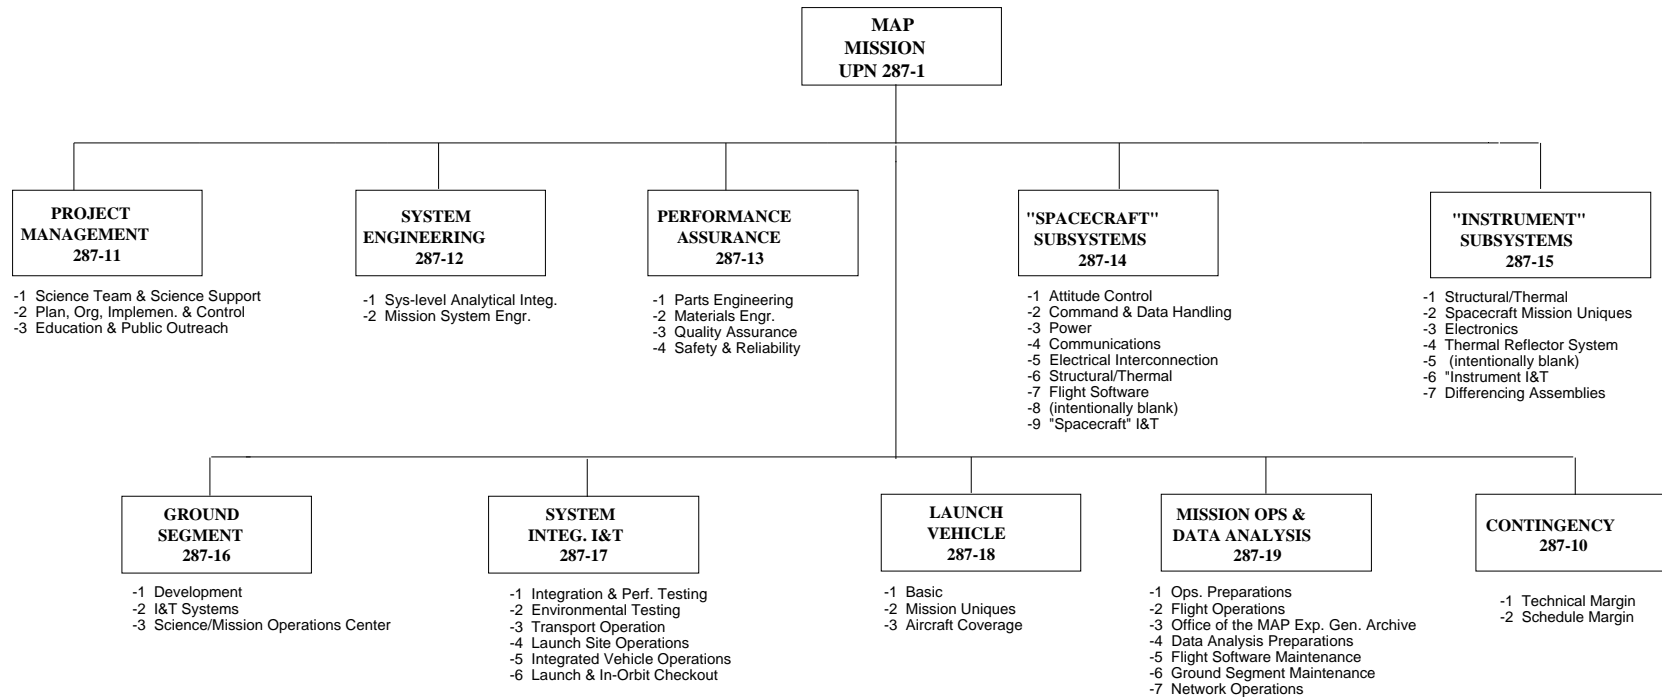 MAP
MISSION
UPN 287-1
PROJECT
MANAGEMENT
287-11
-1 Science Team & Science Support
-2 Plan, Org, Implemen. & Control
-3 Education & Public Outreach
SYSTEM
ENGINEERING
287-12
-1 Sys-level Analytical Integ.
-2 Mission System Engr.
PERFORMANCE
ASSURANCE
287-13
-1 Parts Engineering
-2 Materials Engr.
-3 Quality Assurance
-4 Safety & Reliability
"SPACECRAFT"
SUBSYSTEMS
287-14
-1 Attitude Control
-2 Command & Data Handling
-3 Power
-4 Communications
-5 Electrical Interconnection
-6 Structural/Thermal
-7 Flight Software
-8 (intentionally blank)
-9 "Spacecraft" I&T
"INSTRUMENT"
SUBSYSTEMS
287-15
-1 Structural/Thermal
-2 Spacecraft Mission Uniques
-3 Electronics
-4 Thermal Reflector System
-5 (intentionally blank)
-6 "Instrument I&T
-7 Differencing Assemblies
GROUND
SEGMENT
287-16
-1 Development
-2 I&T Systems
-3 Science/Mission Operations Center
SYSTEM
INTEG. I&T
287-17
-1 Integration & Perf. Testing
-2 Environmental Testing
-3 Transport Operation
-4 Launch Site Operations
-5 Integrated Vehicle Operations
-6 Launch & In-Orbit Checkout
LAUNCH
VEHICLE
287-18
-1 Basic
-2 Mission Uniques
-3 Aircraft Coverage
MISSION OPS &
DATA ANALYSIS
287-19
-1 Ops. Preparations
-2 Flight Operations
-3 Office of the MAP Exp. Gen. Archive
-4 Data Analysis Preparations
-5 Flight Software Maintenance
-6 Ground Segment Maintenance
-7 Network Operations
CONTINGENCY
287-10
-1 Technical Margin
-2 Schedule Margin